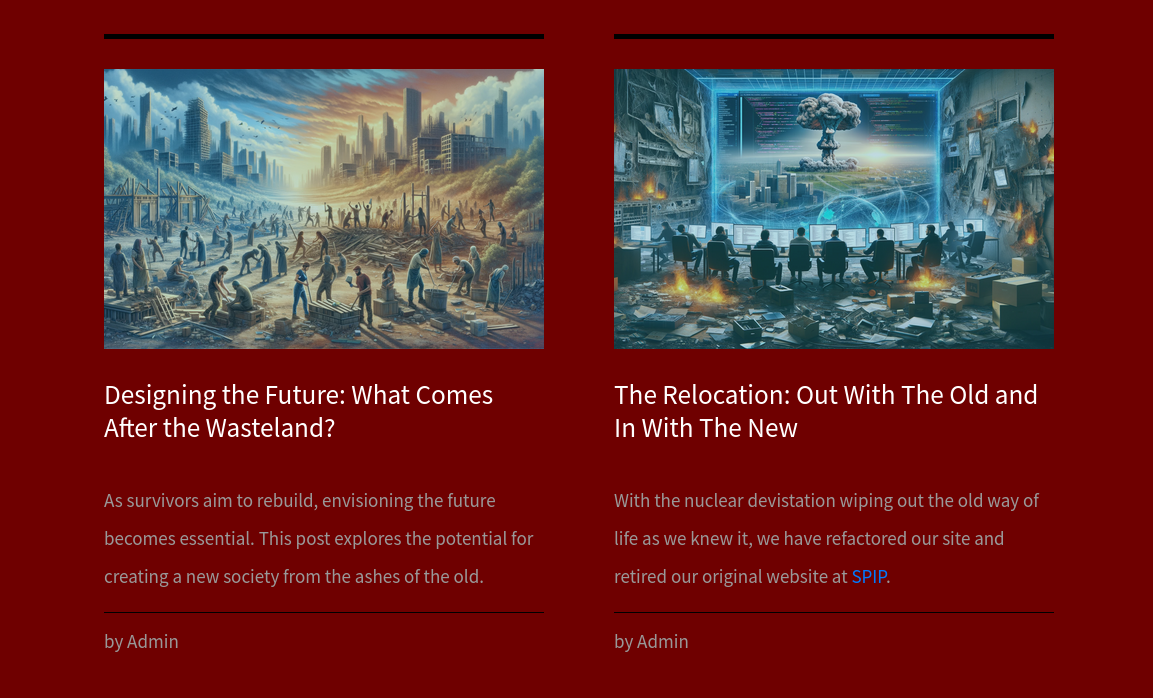 Designing the Future: What Comes
After the Wasteland?
As survivors aim to rebuild, envisioning the future
becomes essential. This post explores the potential for
creating a new society from the ashes of the old.
by Admin
The Relocation: Out With The Old and
In With The New
With the nuclear devistation wiping out the old way of
life as we knew it, we have refactored our site and
retired our original website at SPIP.
by Admin